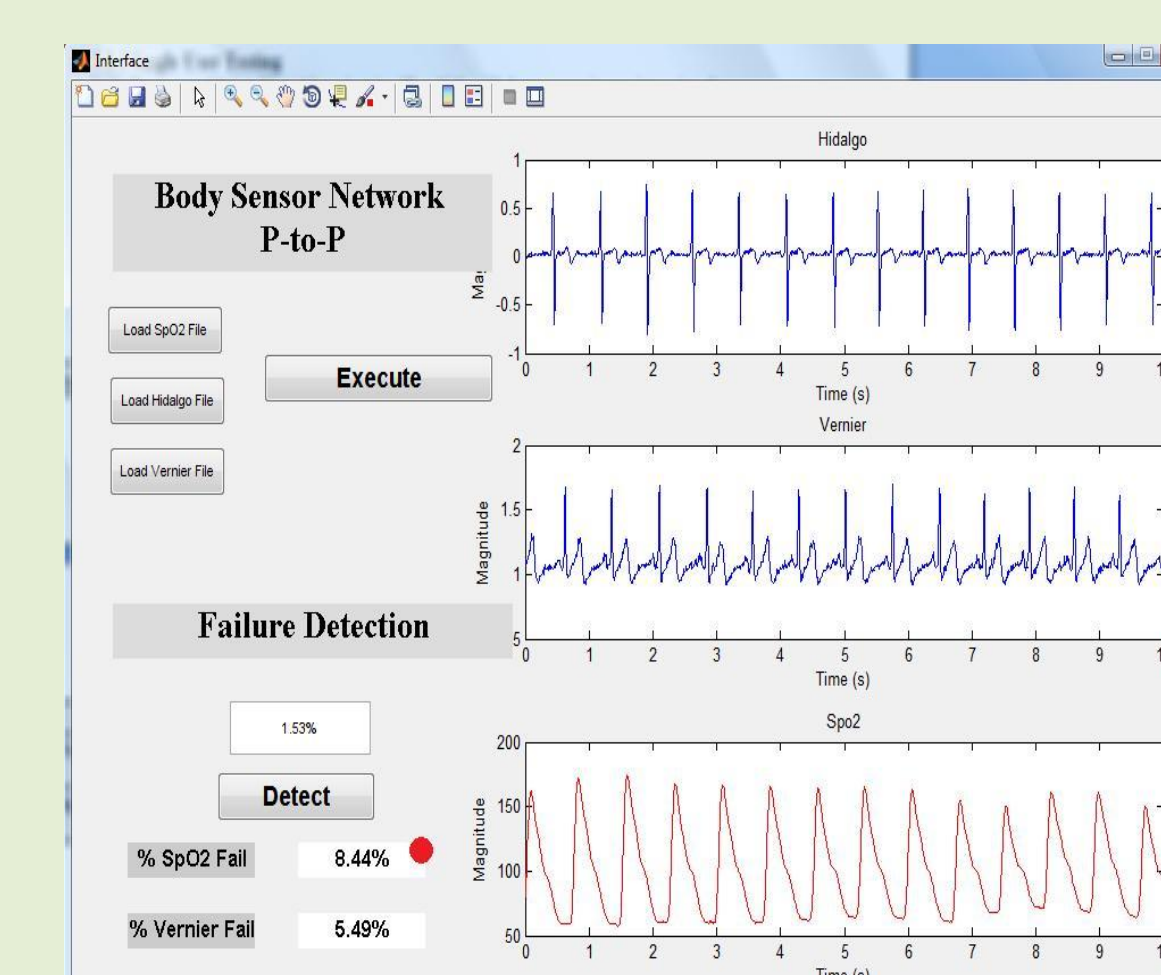 Interface
Body Sensor Network
P-to-P
Load SpO2 File
Execute
Load Hidalgo File
Load Vernier File
Failure Detection
1.53%
Detect
% SpO2 Fail 8.44%
% Vernier Fail 5.49%
Hidalgo
1
0.5
0
-0.5
-1
0 1 2 3 4 5 6 7 8 9 1
Time (s)
Vernier
2
1.5
1
5
Magnitude
0 1 2 3 4 5 6 7 8 9 1
Time (s)
Spo2
200
150
100
50
Magnitude
0 1 2 3 4 5 6 7 8 9 1
Time (s)